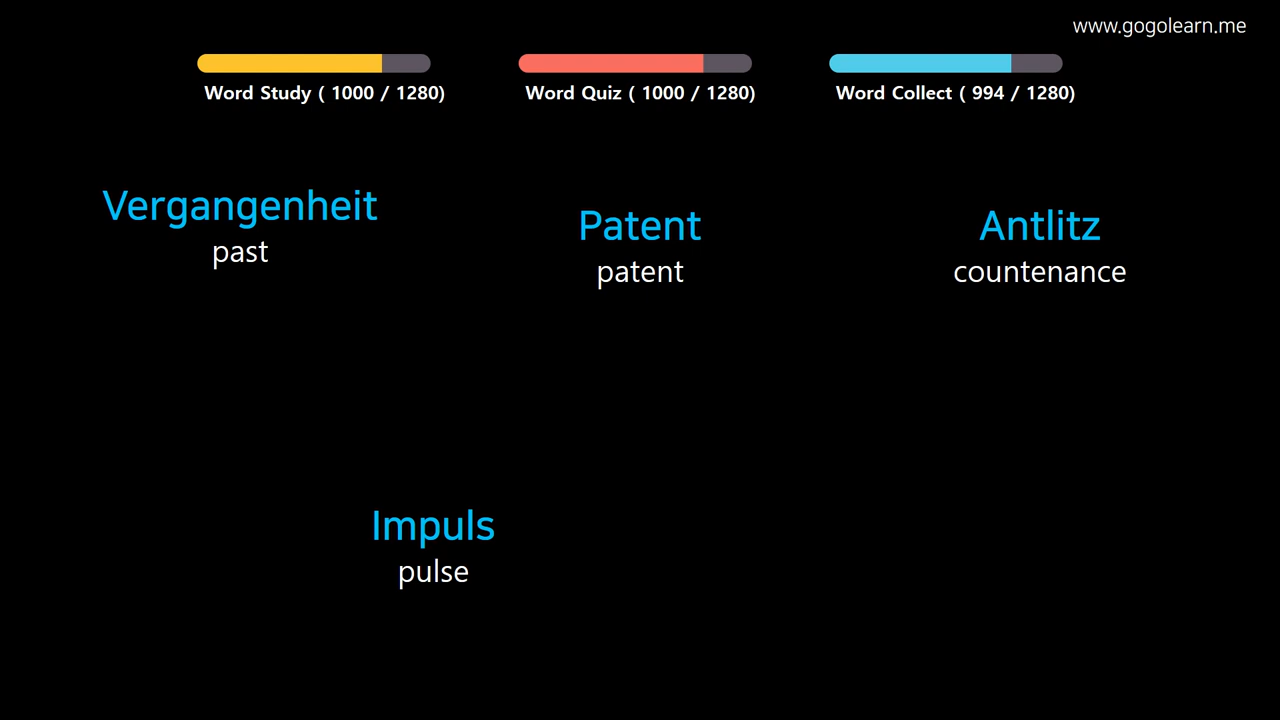 www.gogolearn.me
Word Study ( 1000 / 1280)
Word Quiz ( 1000 / 1280)
Word Collect ( 994 / 1280)
Vergangenheit
past
Patent
patent
Antlitz
countenance
Impuls
pulse